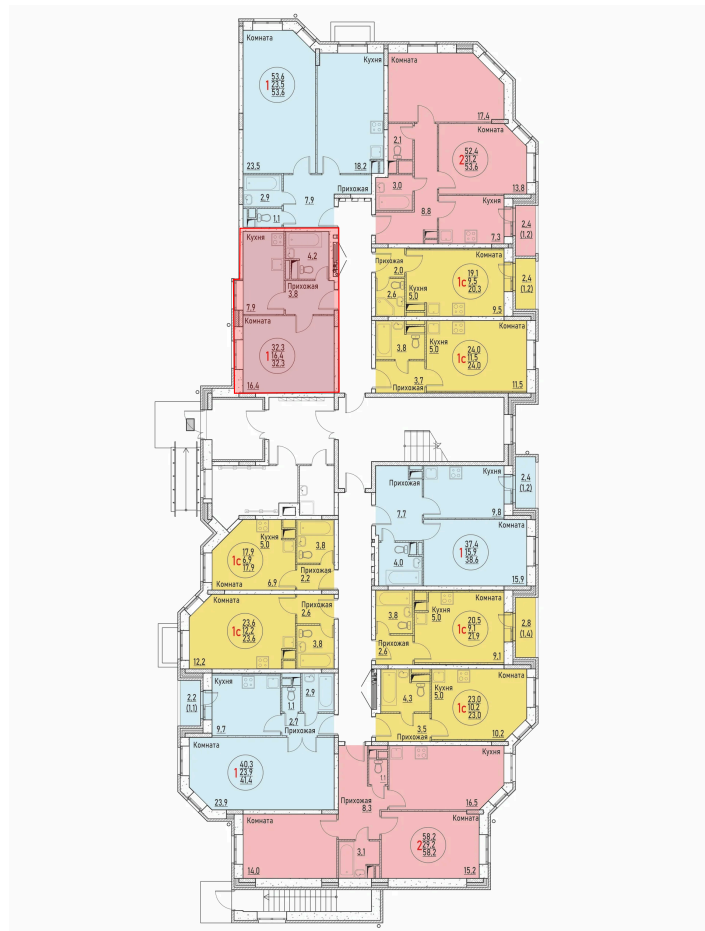 Комната
1
53,6
23,5
53,6
23,5
Кухня
18,2
2,9
7,9
Прихожая
1,1
Комната
17,4
Комната
2
52,4
31,2
53,6
13,8
2,1
3,0
8,8
Кухня
7,3
2,4
(1,2)
Кухня
4,2
Прихожая
3,8
7,9
Комната
1
32,3
16,4
32,3
16,4
Прихожая
2,0
2,6
Кухня
5,0
Комната
1с
19,1
9,5
20,3
9,5
2,4
(1,2)
3,8
Кухня
5,0
Комната
1с
24,0
11,5
24,0
3,7
Прихожая
11,5
Прихожая
7,7
Кухня
9,8
2,4
(1,2)
4,0
Комната
1
37,4
15,9
38,6
15,9
1с
17,9
6,9
17,9
Кухня
5,0
3,8
Комната
6,9
Прихожая
2,2
Комната
1с
23,6
12,2
23,6
12,2
Прихожая
2,6
3,8
3,8
Кухня
5,0
Комната
1с
20,5
9,1
21,9
Прихожая
2,6
9,1
2,8
(1,4)
2,2
(1,1)
Кухня
9,7
1,1
2,9
2,9
Прихожая
4,3
Кухня
5,0
Комната
1с
23,0
10,2
23,0
3,5
Прихожая
10,2
Комната
1
40,3
23,9
41,4
23,9
Прихожая
8,3
Кухня
16,5
Комната
14,0
3,1
Комната
2
58,2
29,2
58,2
15,2